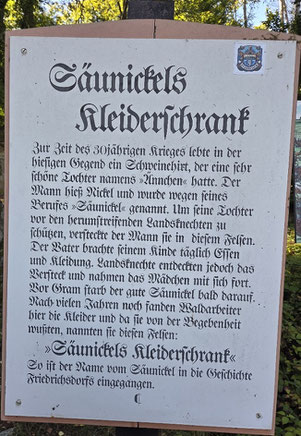 Säunickels
Kleiderschrank
Zur Zeit des 30jährigen Krieges lebte in der
hiesigen Gegend ein Schweinehirt, der eine sehr
schöne Tochter namens »Ännchen« hatte. Der
Mann hieß Nickel und wurde wegen seines
Berufes »Säunickel« genannt. Um seine Tochter
vor den herumstreifenden Landsknechten zu
schützen, versteckte der Mann sie in diesem Felsen.
Der Vater brachte seinem Kinde täglich Essen
und Kleidung. Landsknechte entdeckten jedoch das
Versteck und nahmen das Mädchen mit sich fort.
Vor Gram starb der gute Säunickel bald darauf.
Nach vielen Jahren noch fanden Waldarbeiter
hier die Kleider und da sie von der Begebenheit
wußten, nannten sie diesen Felsen:
»Säunickels Kleiderschrank«
So ist der Name vom Säunickel in die Geschichte
Friedrichsdorfs eingegangen.